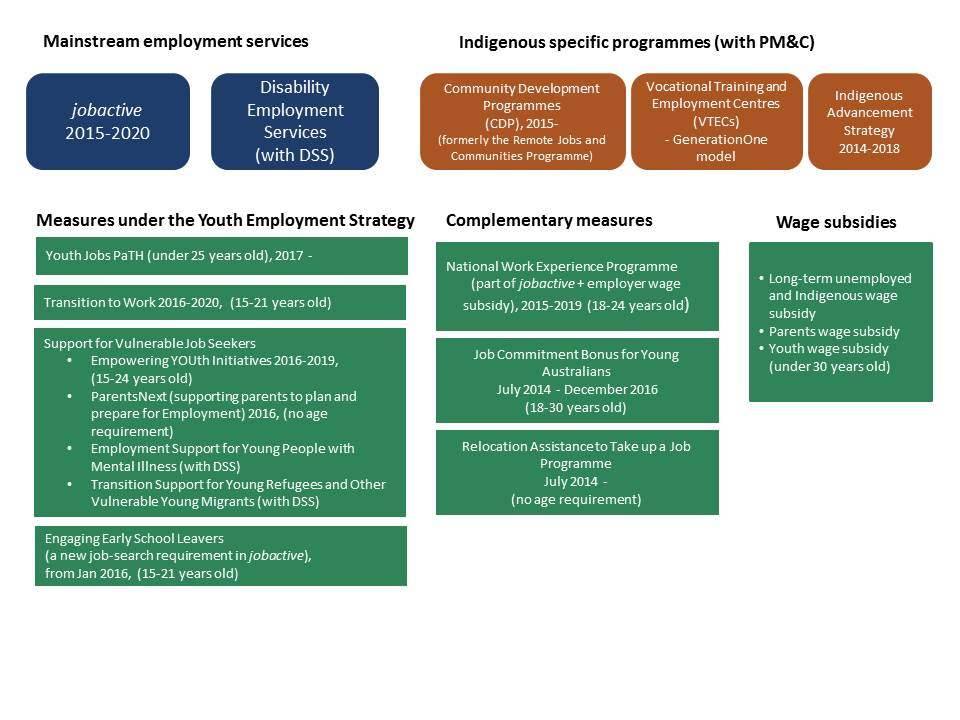 Mainstream employment services
Indigenous specific programmes (with PM&C)
jobactive
2015-2020
Disability
Employment
Services
(with DSS)
Community Development
Programmes
(CDP), 2015-
(formerly the Remote Jobs and
Communities Programme)
Vocational Training and
Employment Centres
(VTECs)
- GenerationOne
model
Indigenous
Advancement
Strategy
2014-2018
Measures under the Youth Employment Strategy
Youth Jobs PaTH (under 25 years old), 2017 -
Transition to Work 2016-2020, (15-21 years old)
Support for Vulnerable Job Seekers
• Empowering YOUth Initiatives 2016-2019,
(15-24 years old)
• ParentsNext (supporting parents to plan and
prepare for Employment) 2016, (no age
requirement)
• Employment Support for Young People with
Mental Illness (with DSS)
• Transition Support for Young Refugees and Other
Vulnerable Young Migrants (with DSS)
Engaging Early School Leavers
(a new job-search requirement in jobactive),
from Jan 2016, (15-21 years old)
Complementary measures
National Work Experience Programme
(part of jobactive + employer wage
subsidy), 2015-2019 (18-24 years old)
Job Commitment Bonus for Young
Australians
July 2014 - December 2016
(18-30 years old)
Relocation Assistance to Take up a Job
Programme
July 2014 -
(no age requirement)
Wage subsidies
• Long-term unemployed
and Indigenous wage
subsidy
• Parents wage subsidy
• Youth wage subsidy
(under 30 years old)